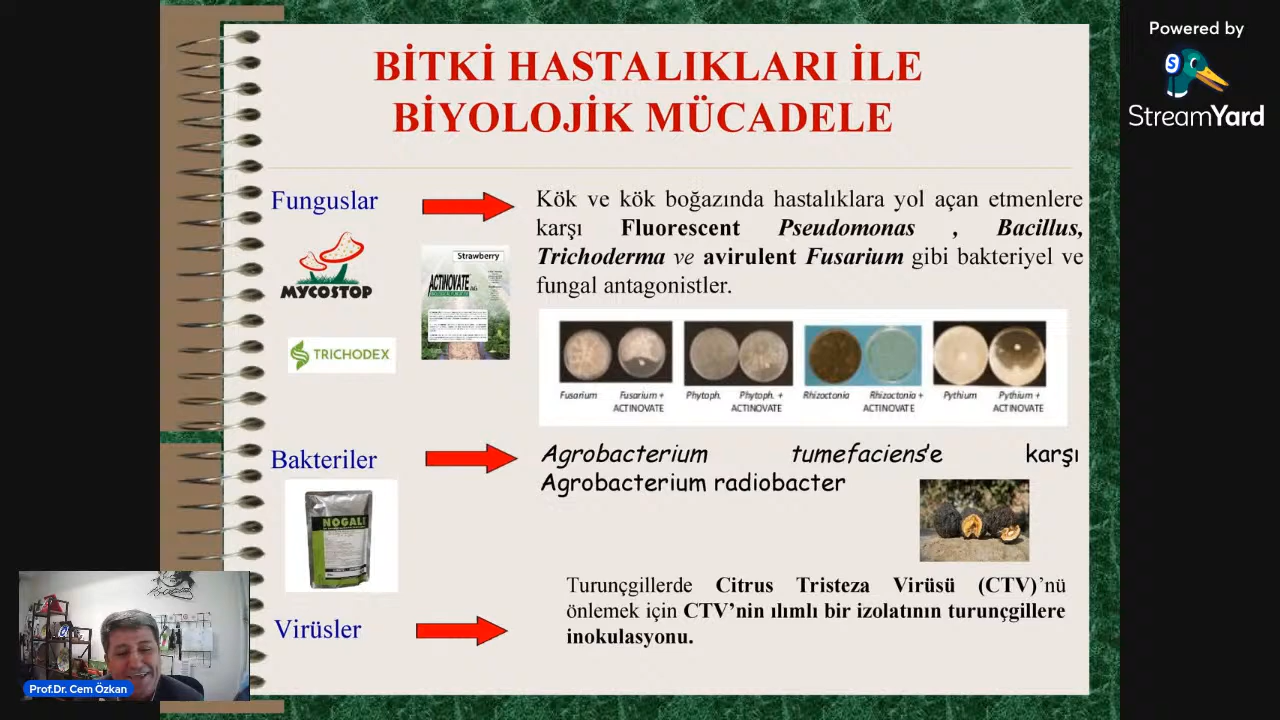 BİTKİ HASTALIKLARI İLE
BİYOLOJİK MÜCADELE
Powered by
StreamYard
Funguslar
Kök ve kök boğazında hastalıklara yol açan etmenlere
karşı Fluorescent Pseudomonas , Bacillus,
Trichoderma ve avirulent Fusarium gibi bakteriyel ve
fungal antagonistler.
MYCOSTOP
Strawberry
ACTINOVATE
TRICHODEX
Fusarium
Fusarium +
ACTINOVATE
Phytoph.
Phytoph. +
ACTINOVATE
Rhizoctonia
Rhizoctonia +
ACTINOVATE
Pythium
Pythium +
ACTINOVATE
Bakteriler
Agrobacterium tumefaciens'e karşı
Agrobacterium radiobacter
NOGALL
Virüsler
Turunçgillerde Citrus Tristeza Virüsü (CTV)'nü
önlemek için CTV'nin ılımlı bir izolatının turunçgillere
inokulasyonu.
Prof.Dr. Cem Özkan